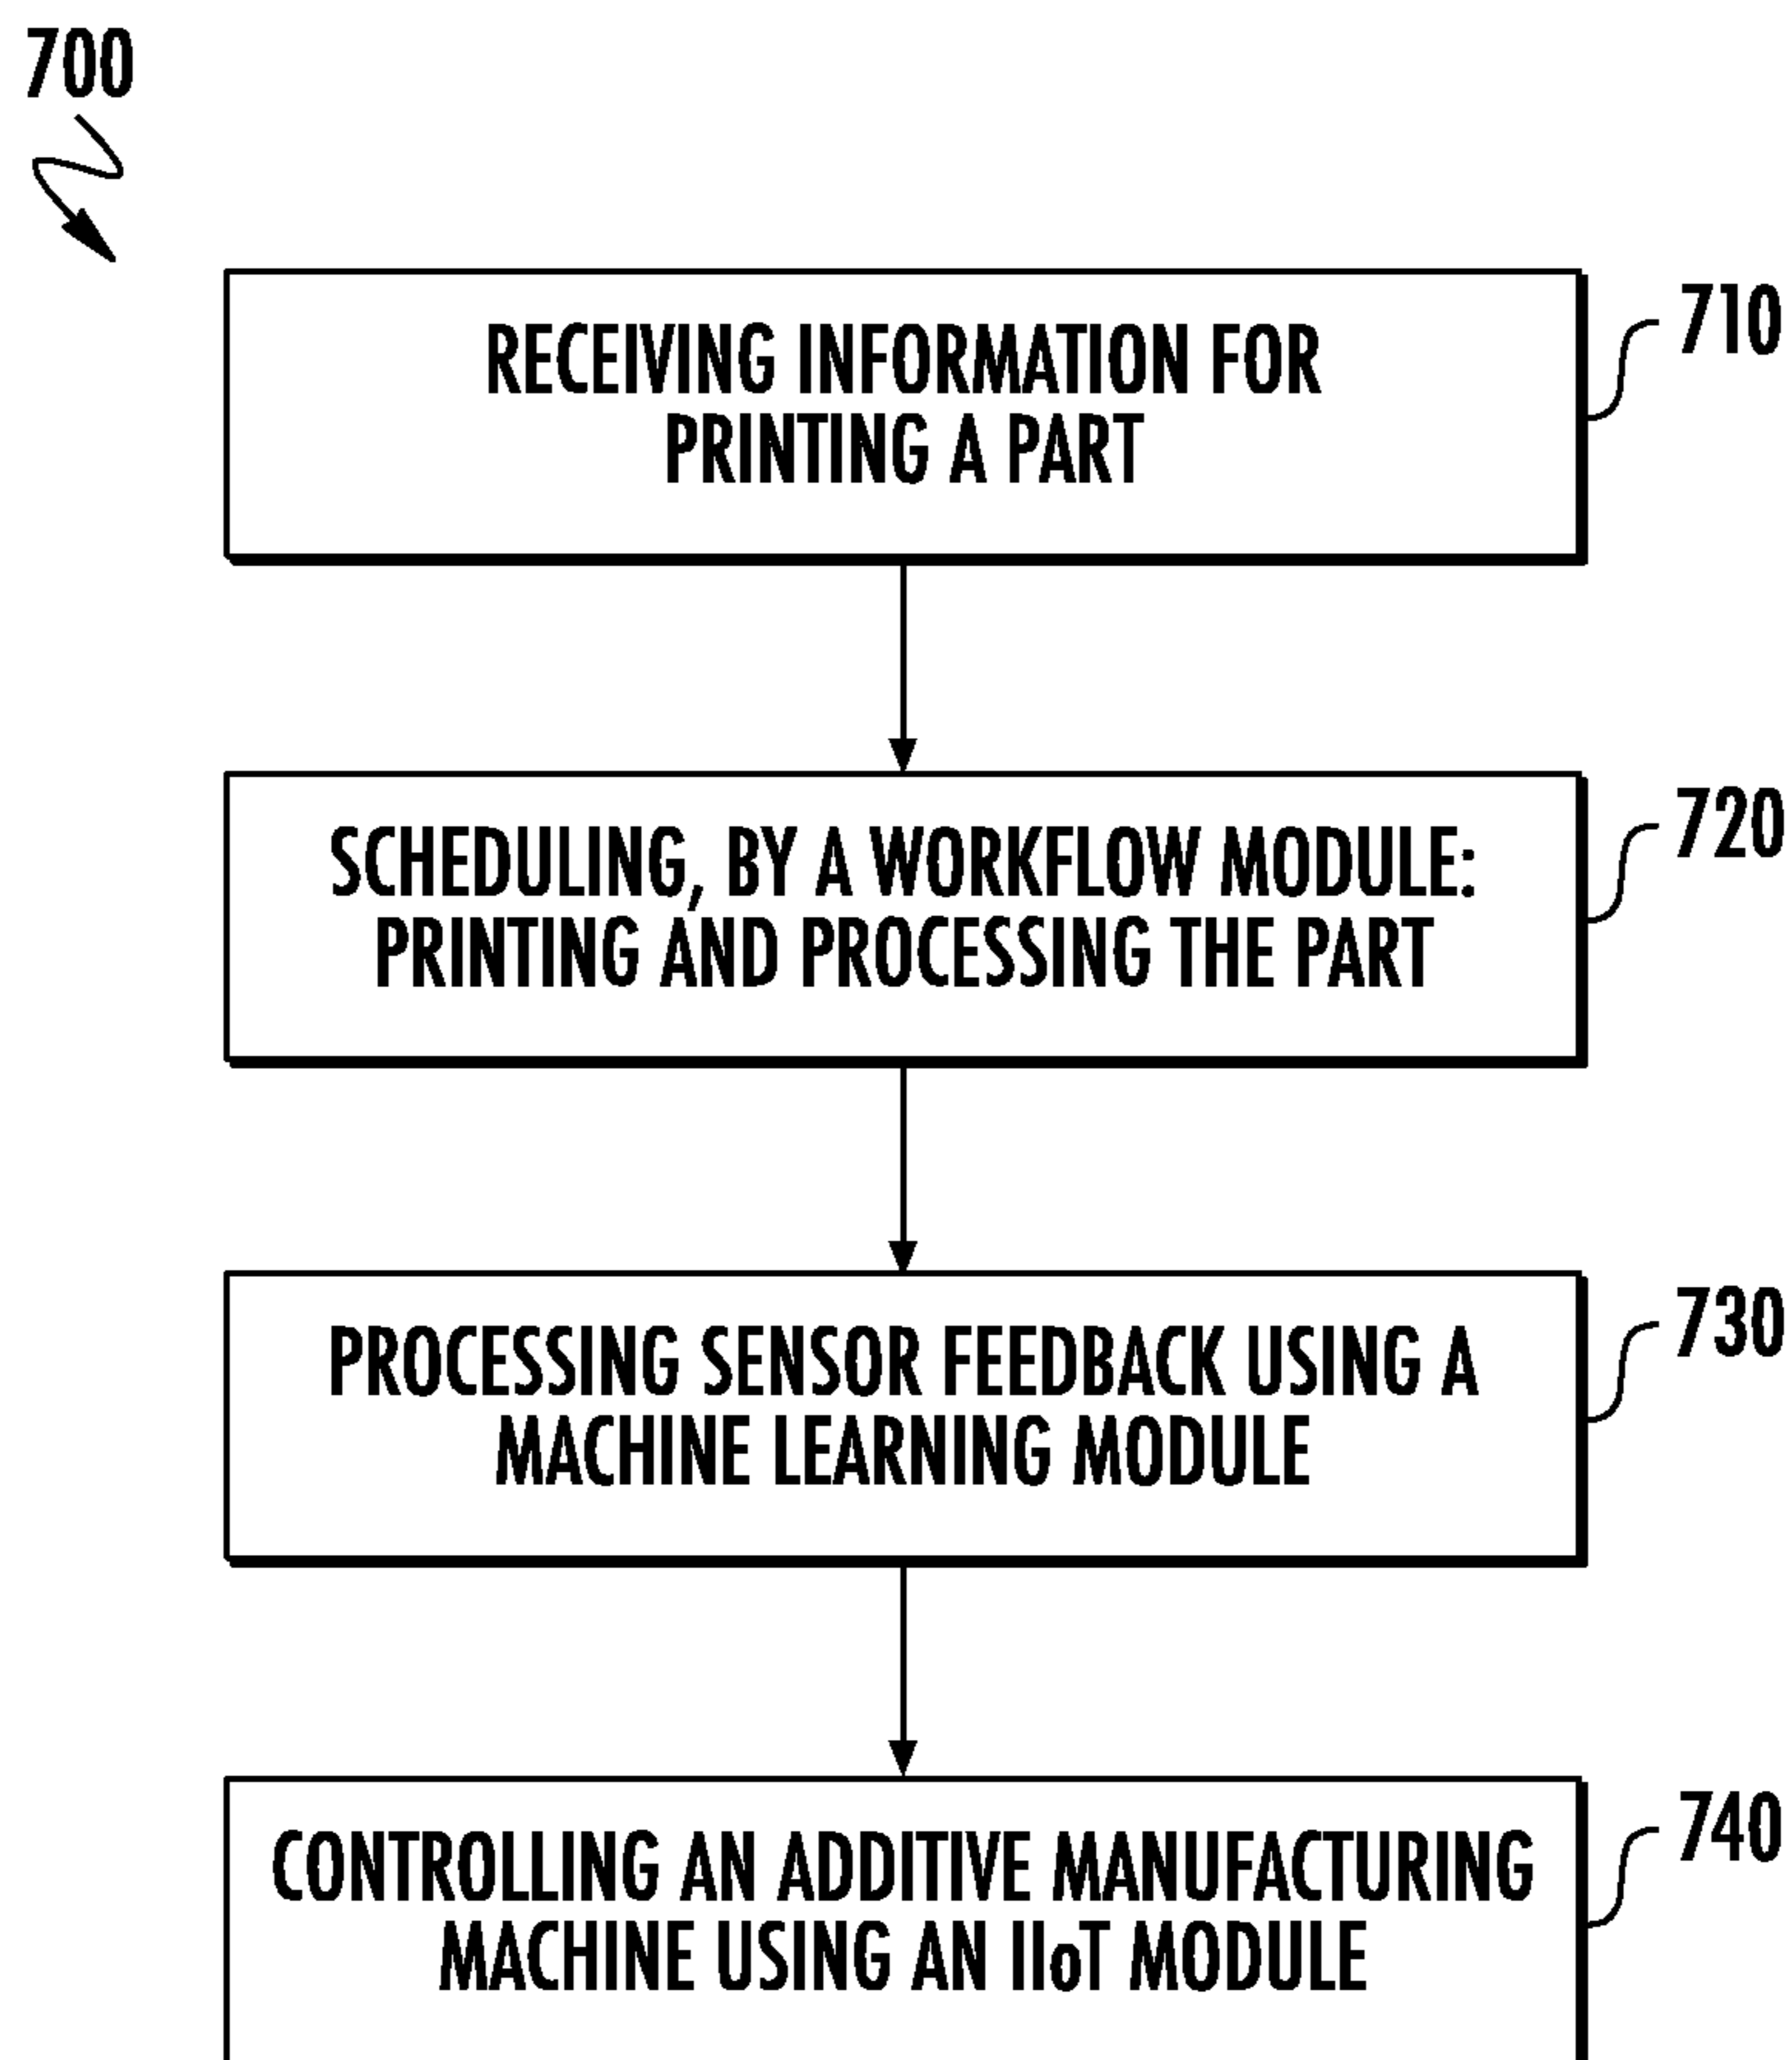 700
RECEIVING INFORMATION FOR
PRINTING A PART
710
SCHEDULING, BY A WORKFLOW MODULE:
PRINTING AND PROCESSING THE PART
720
PROCESSING SENSOR FEEDBACK USING A
MACHINE LEARNING MODULE
730
CONTROLLING AN ADDITIVE MANUFACTURING
MACHINE USING AN IIoT MODULE
740